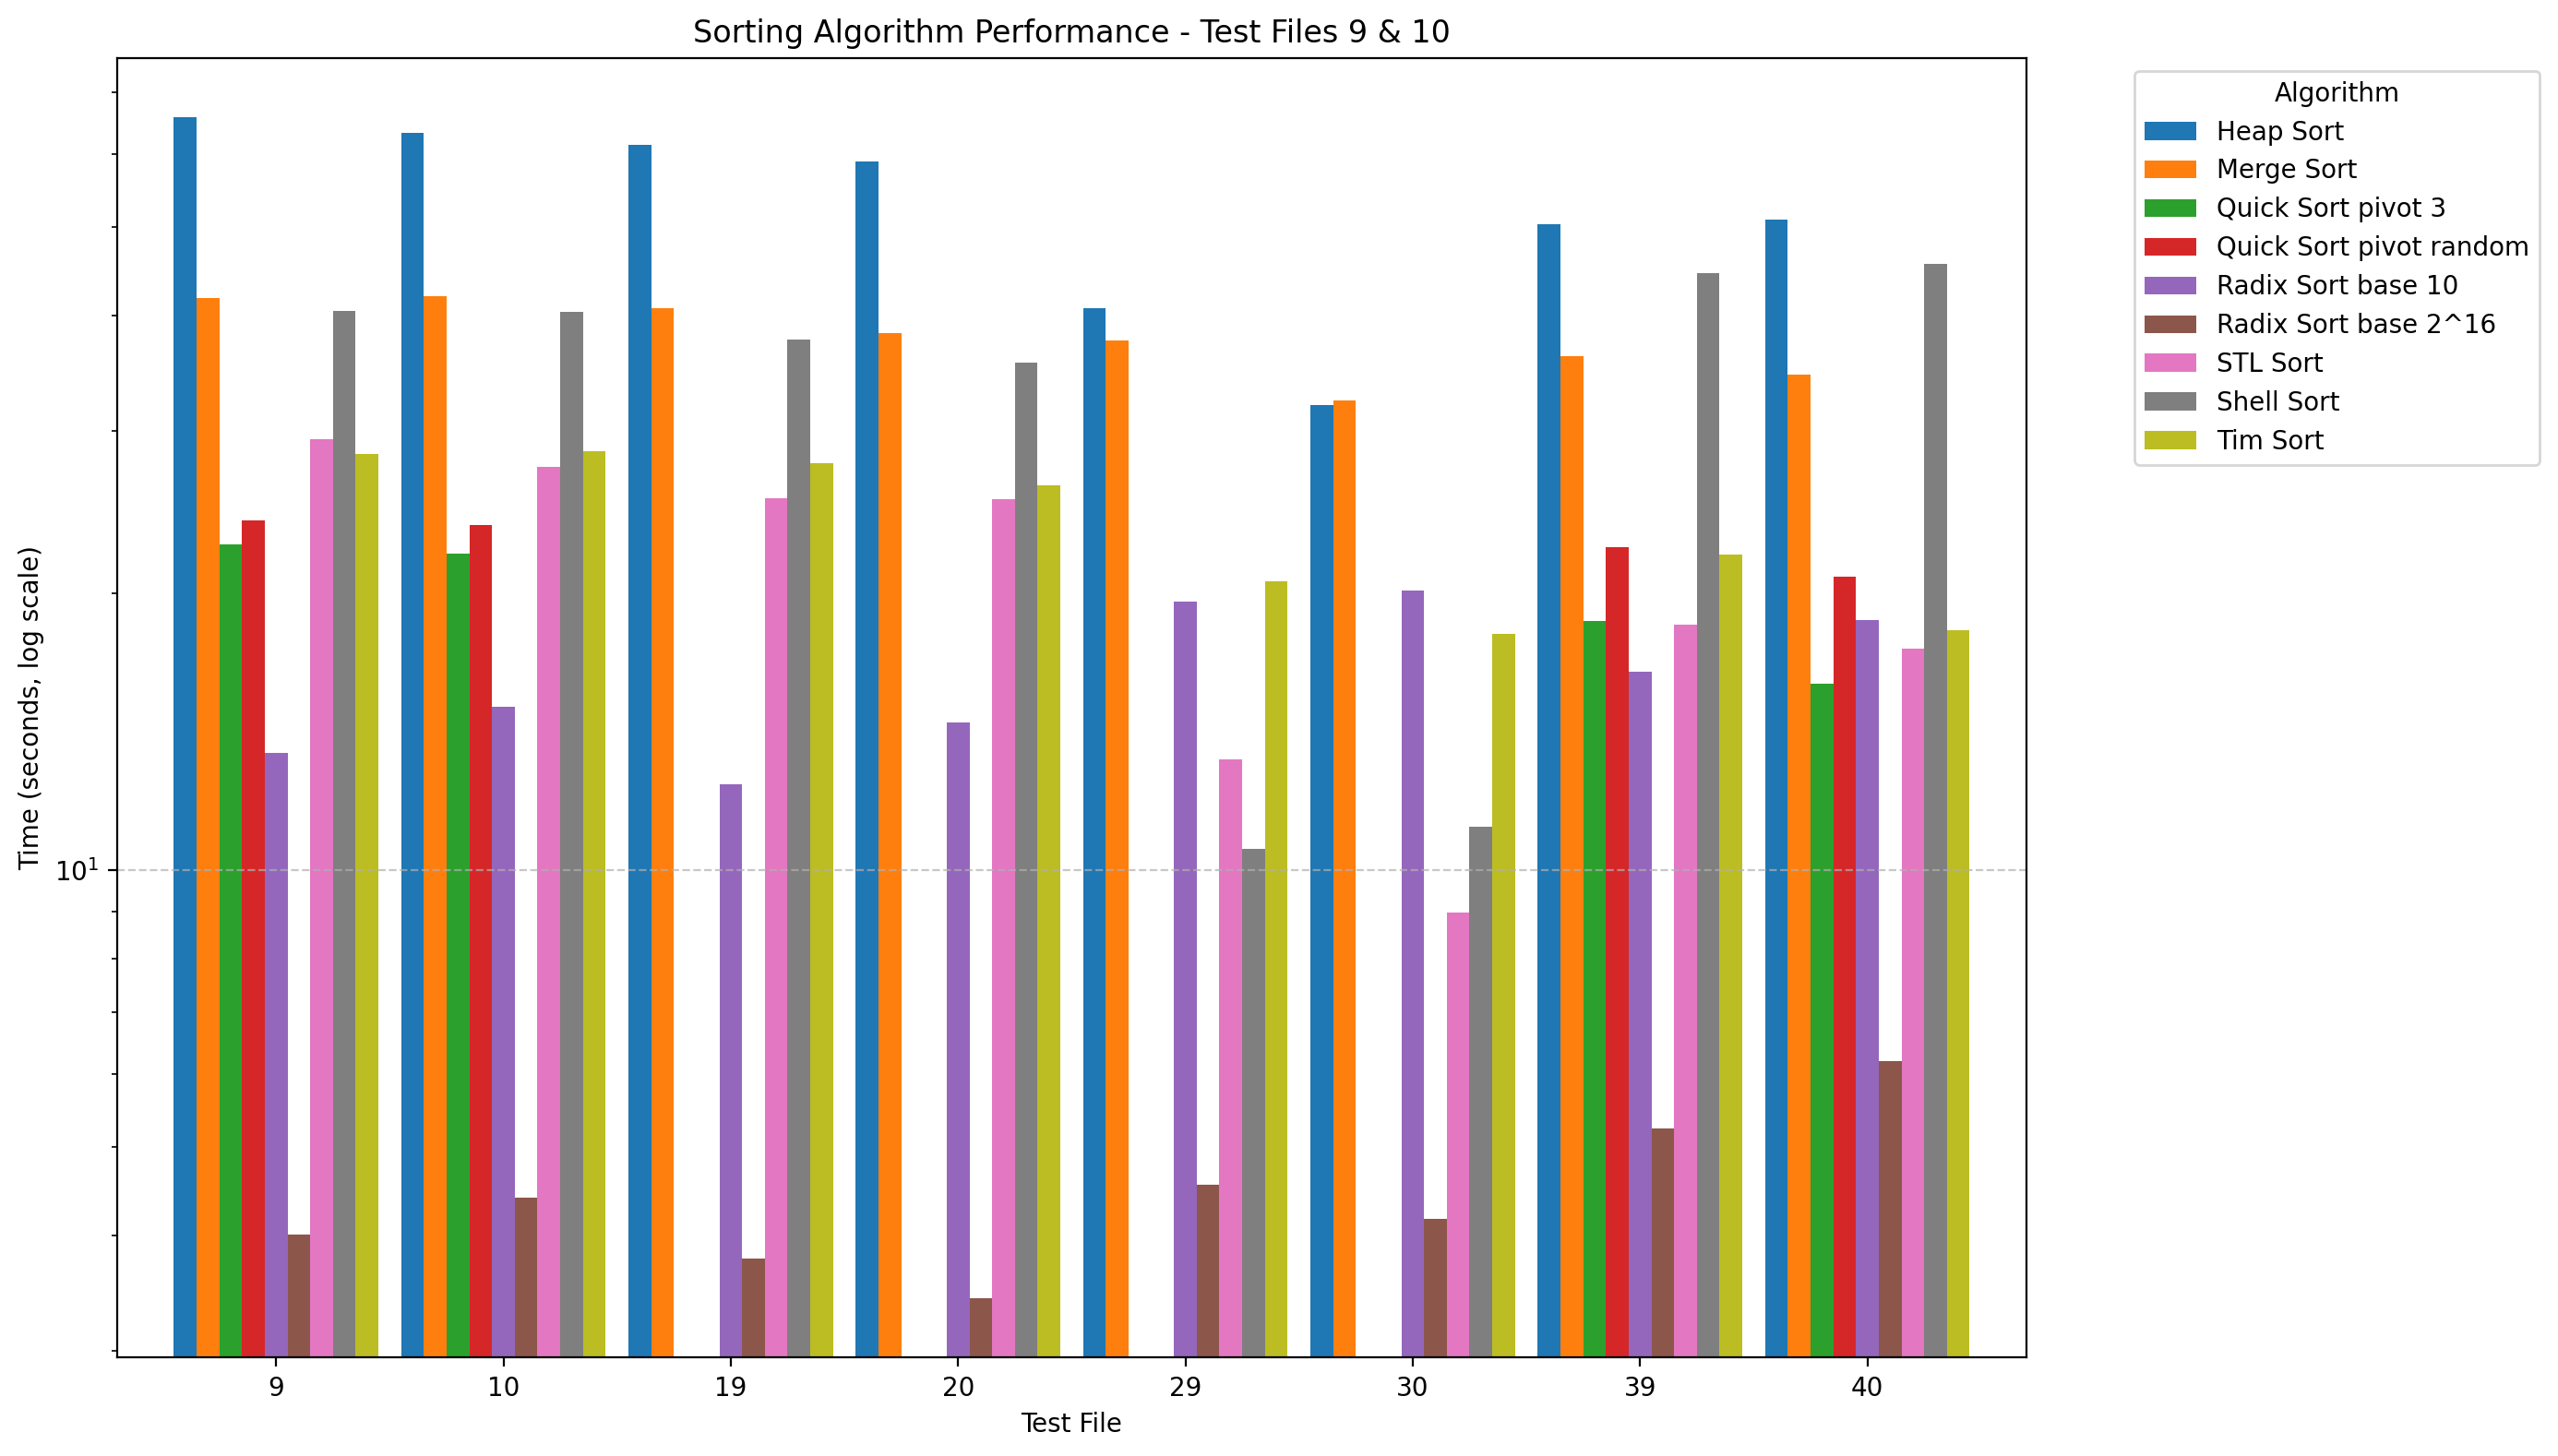 Sorting Algorithm Performance - Test Files 9 & 10
Time (seconds, log scale)
10¹
9 10 19 20 29 30 39 40
Test File
Algorithm
Heap Sort
Merge Sort
Quick Sort pivot 3
Quick Sort pivot random
Radix Sort base 10
Radix Sort base 2^16
STL Sort
Shell Sort
Tim Sort